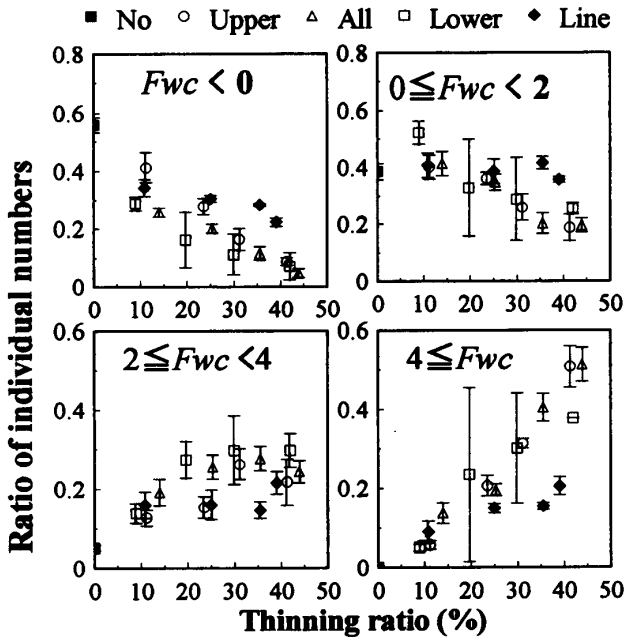 ■ No ○ Upper △ All □ Lower ◆ Line
Ratio of individual numbers
Fwc < 0
0.8
0.6
0.4
0.2
0
0 10 20 30 40 50
0≦Fwc < 2
0.8
0.6
0.4
0.2
0
0 10 20 30 40 50
2≦Fwc <4
0.6
0.4
0.2
0
0 10 20 30 40 50
4≦Fwc
0.6
0.4
0.2
0
0 10 20 30 40 50
Thinning ratio (%)